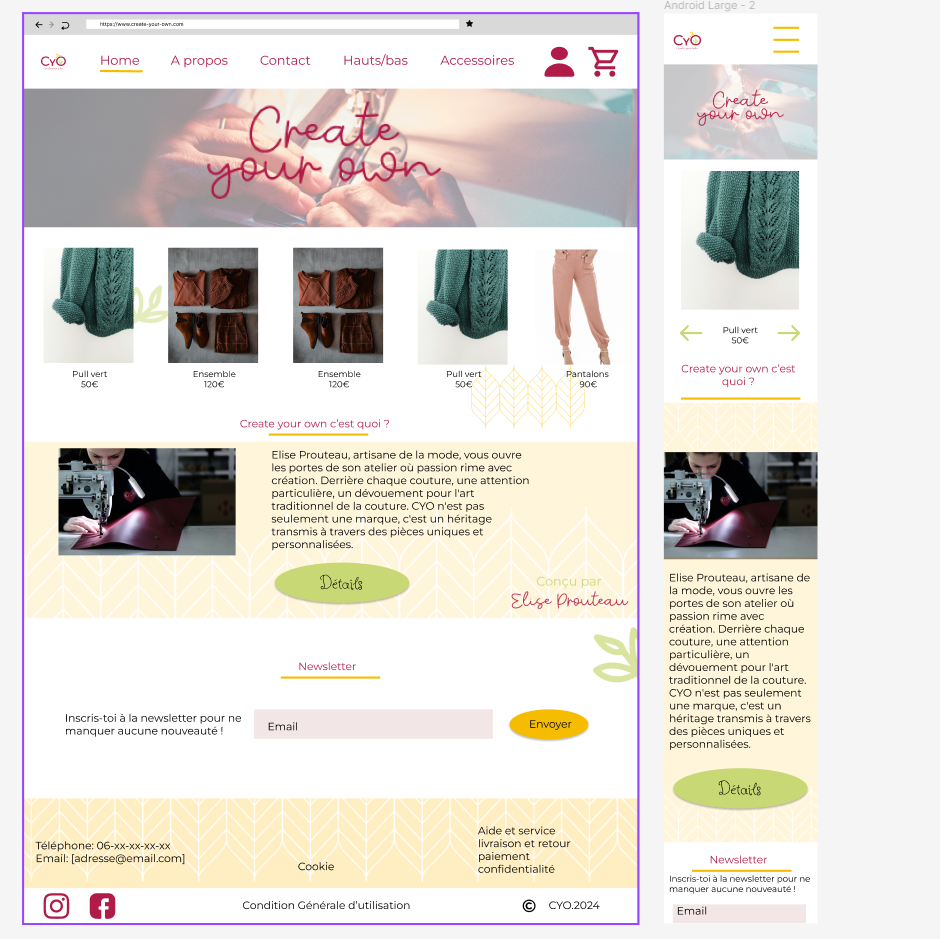 Android Large - 2
https://www.create-your-own.com
CyO
Home
A propos
Contact
Hauts/bas
Accessoires
Create
your own
Pull vert
50€
Ensemble
120€
Ensemble
120€
Pull vert
50€
Pantalons
90€
Create your own c'est quoi ?
Elise Prouteau, artisane de la mode, vous ouvre
les portes de son atelier où passion rime avec
création. Derrière chaque couture, une attention
particulière, un dévouement pour l'art
traditionnel de la couture. CYO n'est pas
seulement une marque, c'est un héritage
transmis à travers des pièces uniques et
personnalisées.
Détails
Conçu par
Elise Prouteau
Newsletter
Inscris-toi à la newsletter pour ne
manquer aucune nouveauté !
Email
Envoyer
Téléphone: 06-xx-xx-xx-xx
Email: [adresse@email.com]
Cookie
Aide et service
livraison et retour
paiement
confidentialité
Condition Générale d'utilisation
© CYO.2024
CyO
Create
your own
Pull vert
50€
Create your own c'est
quoi ?
Elise Prouteau, artisane de
la mode, vous ouvre les
portes de son atelier où
passion rime avec
création. Derrière chaque
couture, une attention
particulière, un
dévouement pour l'art
traditionnel de la couture.
CYO n'est pas seulement
une marque, c'est un
héritage transmis à travers
des pièces uniques et
personnalisées.
Détails
Newsletter
Inscris-toi à la newsletter pour ne
manquer aucune nouveauté !
Email